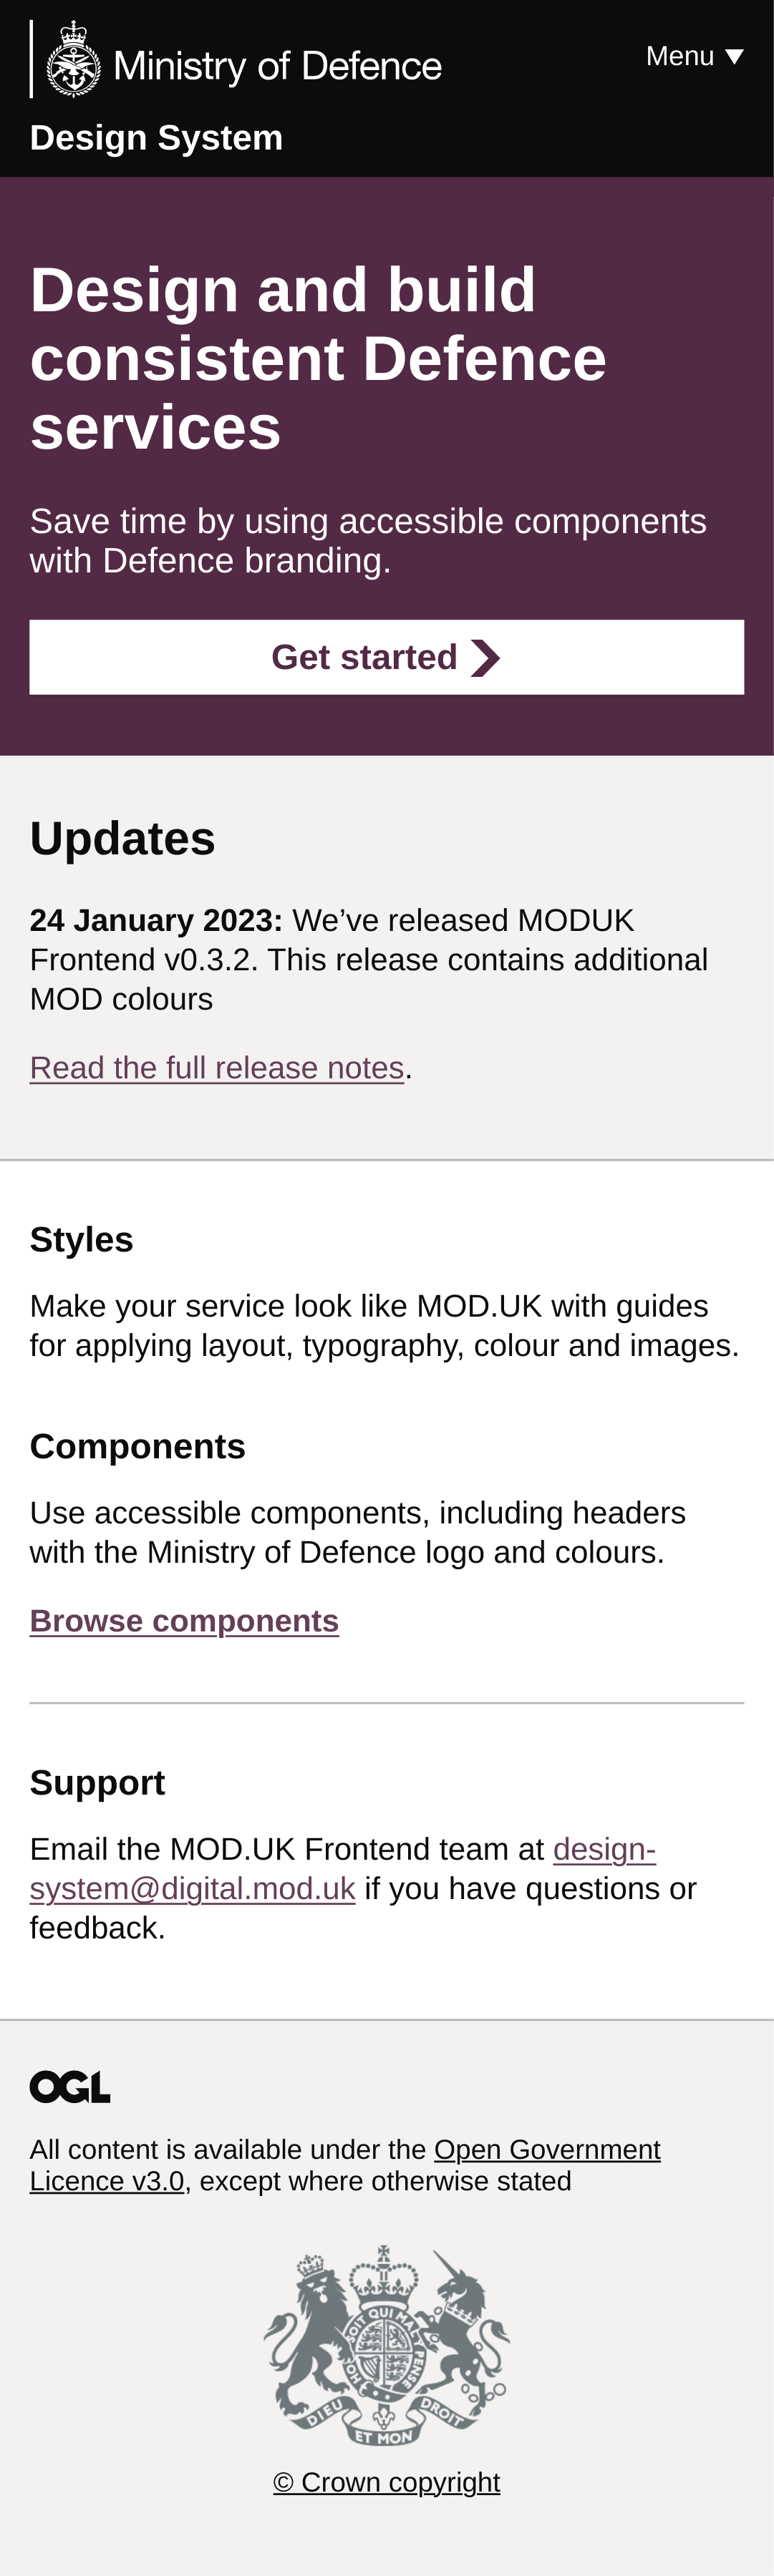 Ministry of Defence
Menu ▼
Design System
Design and build
consistent Defence
services
Save time by using accessible components
with Defence branding.
Get started
Updates
24 January 2023: We’ve released MODUK
Frontend v0.3.2. This release contains additional
MOD colours
Read the full release notes.
Styles
Make your service look like MOD.UK with guides
for applying layout, typography, colour and images.
Components
Use accessible components, including headers
with the Ministry of Defence logo and colours.
Browse components
Support
Email the MOD.UK Frontend team at design-
system@digital.mod.uk if you have questions or
feedback.
OGL
All content is available under the Open Government
Licence v3.0, except where otherwise stated
SOIT QUI MAL
HO
ENSE
DIEU ET MON DROIT
© Crown copyright